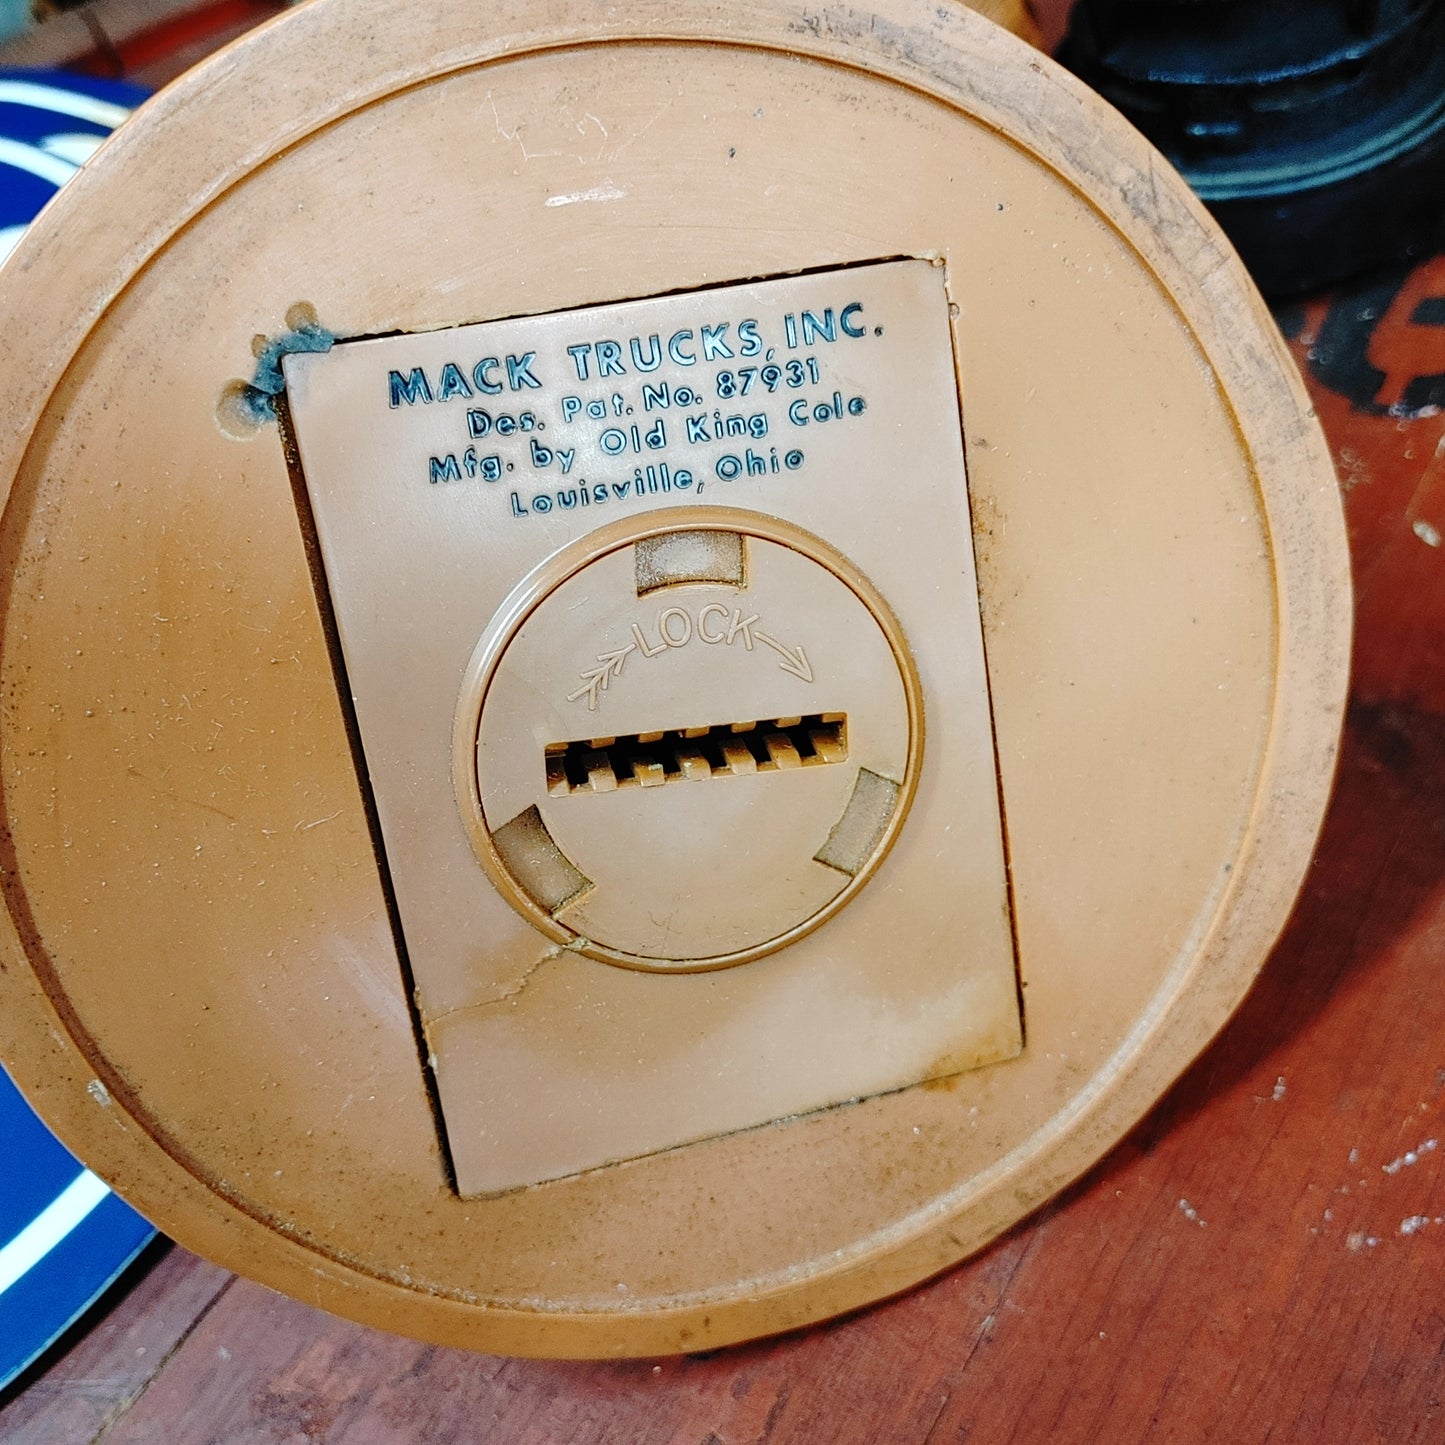 MACK TRUCKS, INC.
Des. Pat. No. 87931
Mfg. by Old King Cole
Louisville, Ohio
LOCK